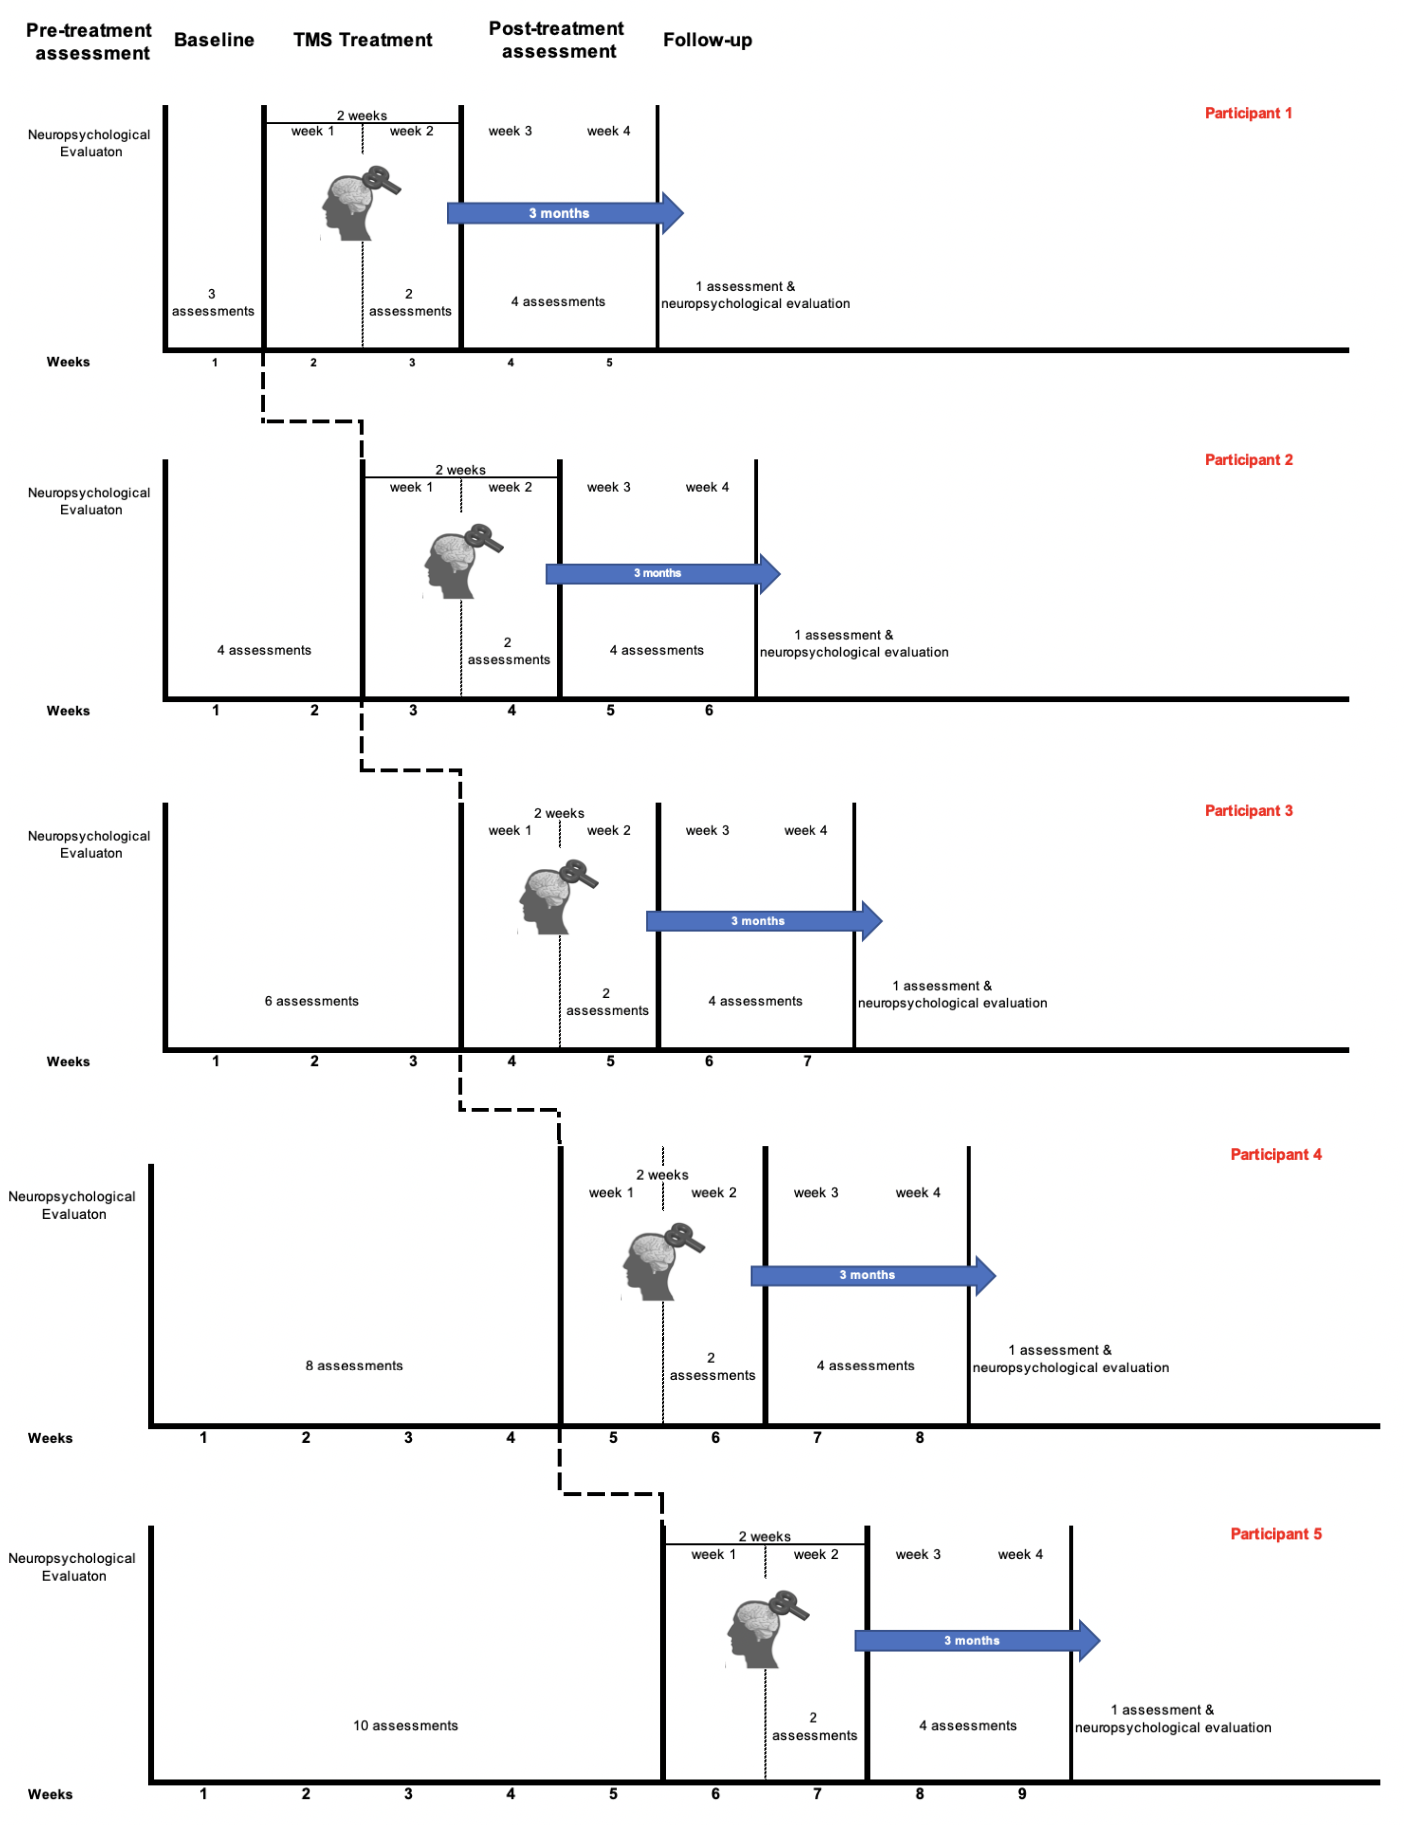 Pre-treatment
assessment
Baseline
TMS Treatment
Post-treatment
assessment
Follow-up
Participant 1
Neuropsychological
Evaluaton
2 weeks
week 1
week 2
week 3
week 4
3 months
3
assessments
2
assessments
4 assessments
1 assessment &
neuropsychological evaluation
Weeks
1
2
3
4
5
Participant 2
Neuropsychological
Evaluaton
2 weeks
week 1
week 2
week 3
week 4
3 months
4 assessments
2
assessments
4 assessments
1 assessment &
neuropsychological evaluation
Weeks
1
2
3
4
5
6
Participant 3
Neuropsychological
Evaluaton
2 weeks
week 1
week 2
week 3
week 4
3 months
6 assessments
2
assessments
4 assessments
1 assessment &
neuropsychological evaluation
Weeks
1
2
3
4
5
6
7
Participant 4
Neuropsychological
Evaluaton
2 weeks
week 1
week 2
week 3
week 4
3 months
8 assessments
2
assessments
4 assessments
1 assessment &
neuropsychological evaluation
Weeks
1
2
3
4
5
6
7
8
Participant 5
Neuropsychological
Evaluaton
2 weeks
week 1
week 2
week 3
week 4
3 months
10 assessments
2
assessments
4 assessments
1 assessment &
neuropsychological evaluation
Weeks
1
2
3
4
5
6
7
8
9